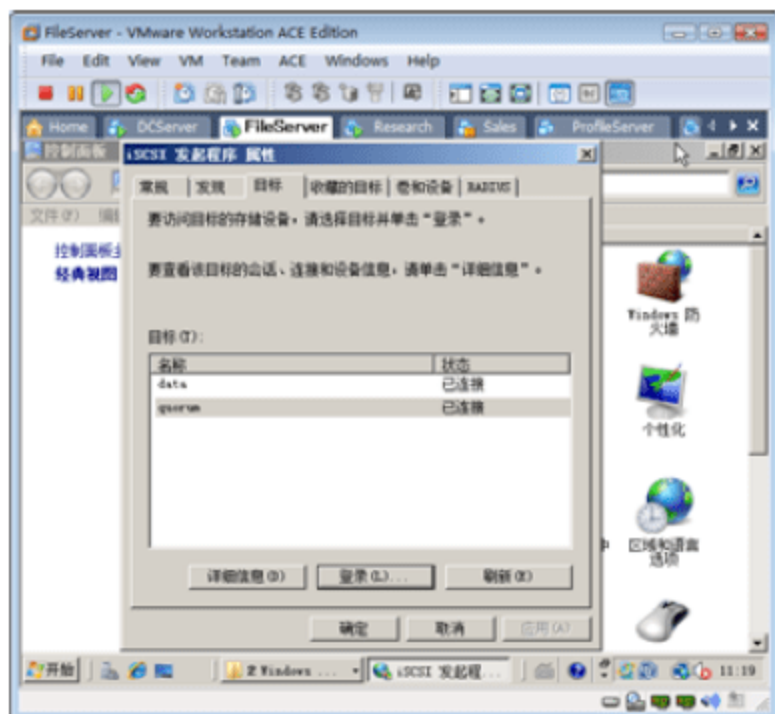 FileServer - VMware Workstation ACE Edition
File Edit View VM Team ACE Windows Help
Home DCServer FileServer Research Sales ProfileServer
控制面板
iSCSI 发起程序 属性
常规 发现 目标 收藏的目标 卷和设备 RADIUS
文件(F)
要访问目标的存储设备，请选择目标并单击“登录”。
控制面板主
经典视图
要查看该目标的会话、连接和设备信息，请单击“详细信息”。
Windows 防
火墙
目标(T):
名称 状态
data 已连接
quorum 已连接
个性化
区域和语言
选项
详细信息(D) 登录(L)... 刷新(R)
确定 取消 应用(A)
开始 2 Windows ... iSCSI 发起程... 11:19